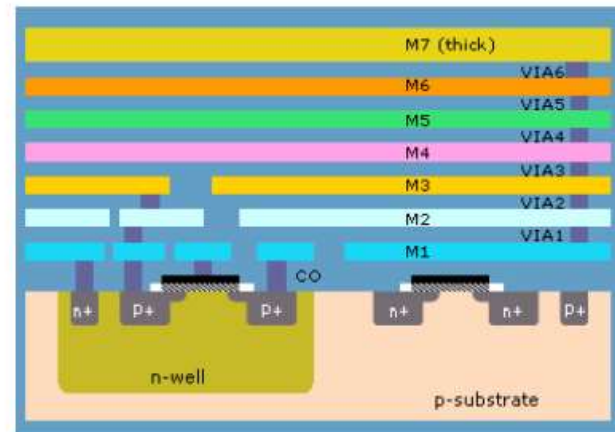 M7 (thick)
VIA6
M6
VIA5
M5
VIA4
M4
VIA3
M3
VIA2
M2
VIA1
M1
CO
n+ p+ p+ n+ n+ p+
n-well
p-substrate